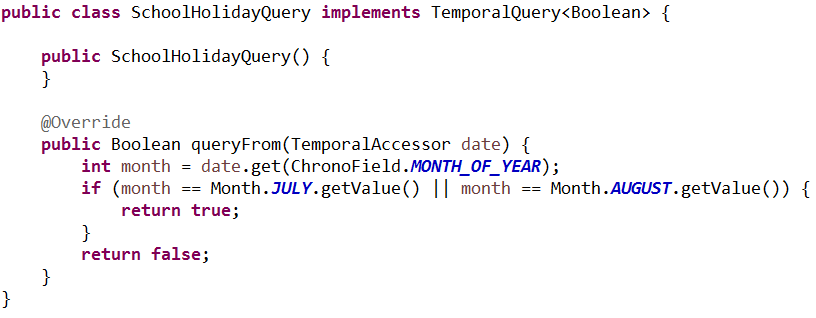 public class SchoolHolidayQuery implements TemporalQuery<Boolean> {
public SchoolHolidayQuery() {
}
@Override
public Boolean queryFrom(TemporalAccessor date) {
int month = date.get(ChronoField.MONTH_OF_YEAR);
if (month == Month.JULY.getValue() || month == Month.AUGUST.getValue()) {
return true;
}
return false;
}
}